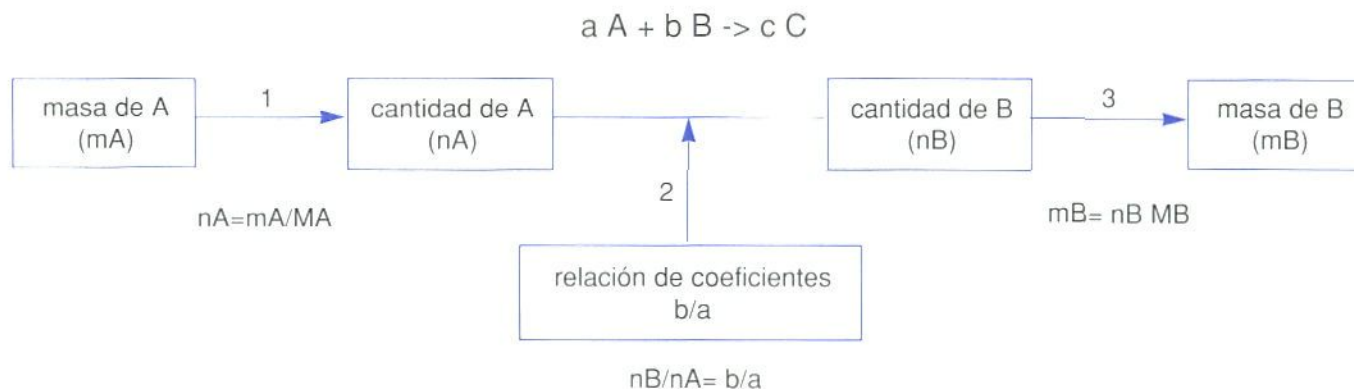 a A + b B -> c C
masa de A
(mA)
1
cantidad de A
(nA)
cantidad de B
(nB)
3
masa de B
(mB)
2
nA=mA/MA
mB= nB MB
relación de coeficientes
b/a
nB/nA= b/a